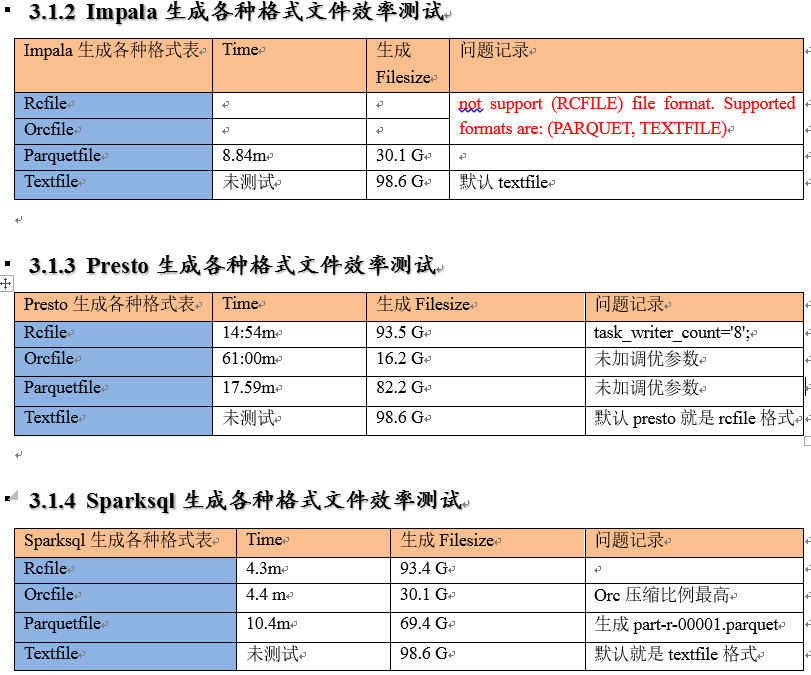 3.1.2 Impala 生成各种格式文件效率测试
Impala 生成各种格式表 Time 生成 问题记录
Filesize
Rcfile not support (RCFILE) file format. Supported
Orcfile formats are: (PARQUET, TEXTFILE)
Parquetfile 8.84m 30.1 G
Textfile 未测试 98.6 G 默认 textfile
3.1.3 Presto 生成各种格式文件效率测试
Presto 生成各种格式表 Time 生成 Filesize 问题记录
Rcfile 14:54m 93.5 G task_writer_count='8';
Orcfile 61:00m 16.2 G 未加调优参数
Parquetfile 17.59m 82.2 G 未加调优参数
Textfile 未测试 98.6 G 默认 presto 就是 rcfile 格式
3.1.4 Sparksql 生成各种格式文件效率测试
Sparksql 生成各种格式表 Time 生成 Filesize 问题记录
Rcfile 4.3m 93.4 G
Orcfile 4.4 m 30.1 G Orc 压缩比例最高
Parquetfile 10.4m 69.4 G 生成 part-r-00001.parquet
Textfile 未测试 98.6 G 默认就是 textfile 格式